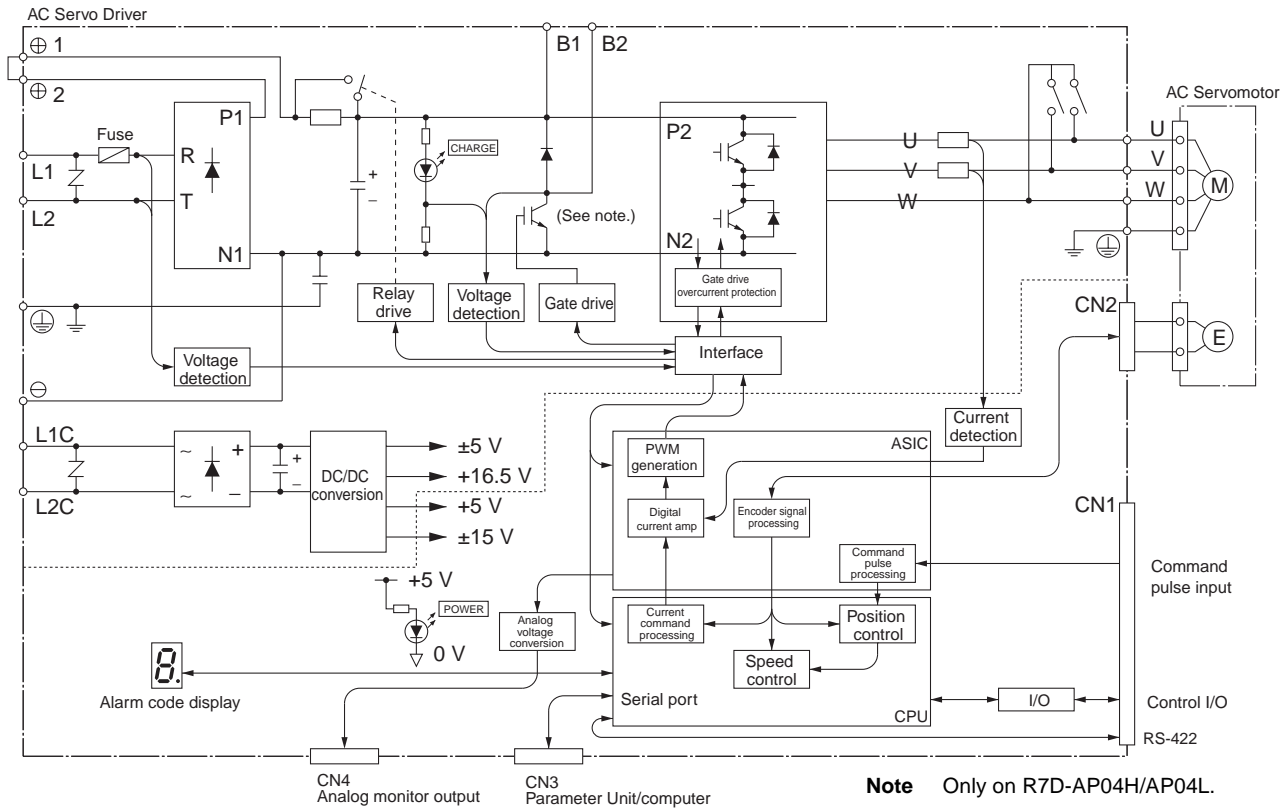 AC Servo Driver
⊕ 1
⊕ 2
B1 B2
AC Servomotor
Fuse
P1
R
T
N1
L1
L2
+
–
CHARGE
(See note.)
P2
N2
Gate drive
overcurrent protection
U
V
W
U
V
W
M
Relay
drive
Voltage
detection
Gate drive
Interface
CN2
E
Voltage
detection
⊖
L1C
L2C
~ +
~ –
+
–
DC/DC
conversion
±5 V
+16.5 V
+5 V
±15 V
Current
detection
ASIC
PWM
generation
Digital
current amp
Encoder signal
processing
Command
pulse
processing
CN1
Command
pulse input
+5 V
POWER
0 V
Analog
voltage
conversion
Current
command
processing
Position
control
Speed
control
Serial port
CPU
I/O
Control I/O
RS-422
8.
Alarm code display
CN4
Analog monitor output
CN3
Parameter Unit/computer
Note Only on R7D-AP04H/AP04L.